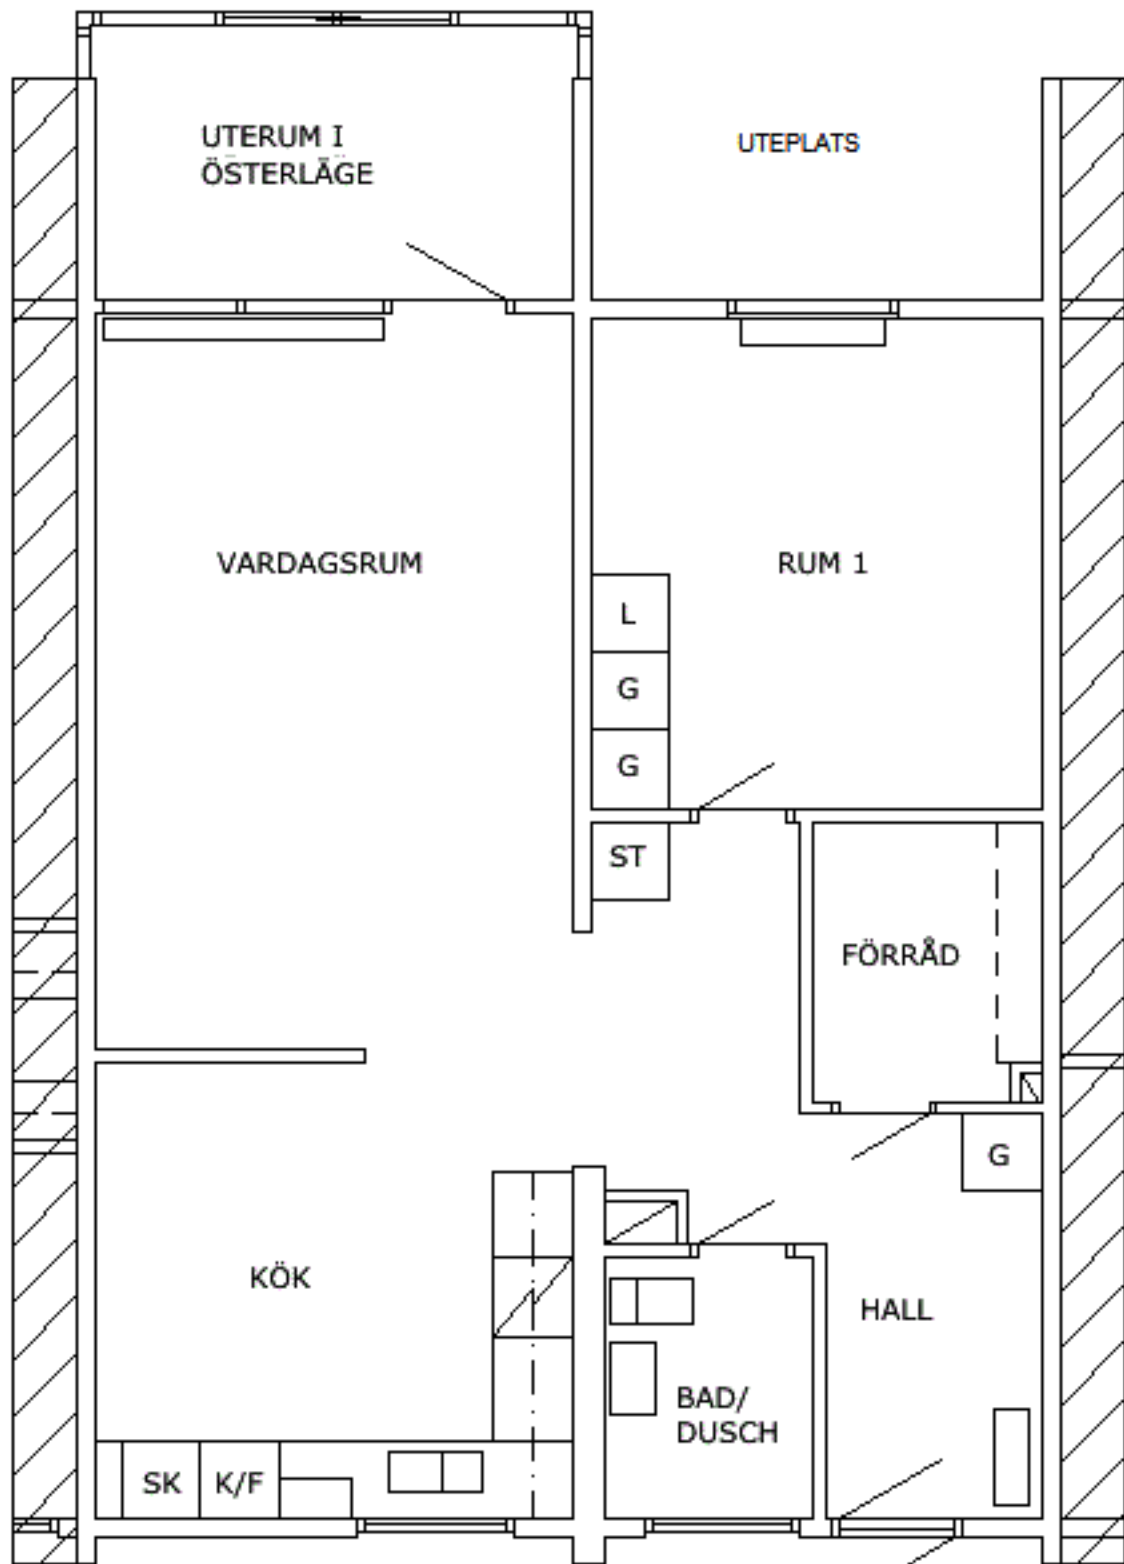 UTERUM I
ÖSTERLÄGE
UTEPLATS
VARDAGSRUM
RUM 1
L
G
G
ST
FÖRRÅD
G
KÖK
HALL
BAD/
DUSCH
SK
K/F